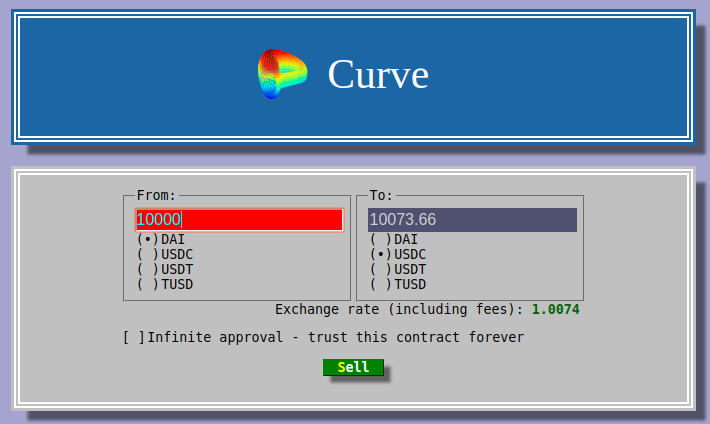 Curve
From:
To:
10000
10073.66
(•)DAI
( )DAI
( )USDC
(•)USDC
( )USDT
( )USDT
( )TUSD
( )TUSD
Exchange rate (including fees): 1.0074
[ ]Infinite approval - trust this contract forever
Sell